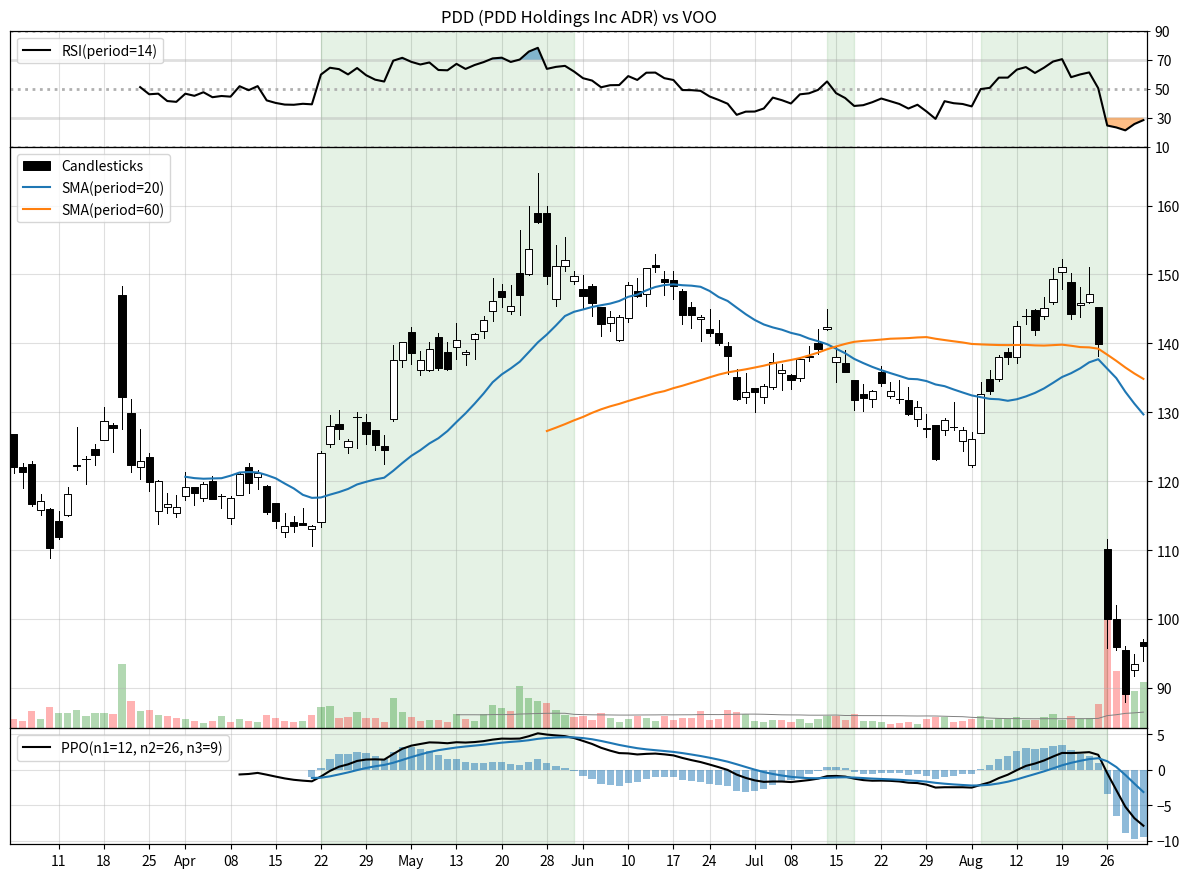 PDD (PDD Holdings Inc ADR) vs VOO
RSI(period=14)
90
70
50
30
10
Candlesticks
SMA(period=20)
SMA(period=60)
160
150
140
130
120
110
100
90
PPO(n1=12, n2=26, n3=9)
5
0
−5
−10
11 18 25 Apr 08 15 22 29 May 13 20 28 Jun 10 17 24 Jul 08 15 22 29 Aug 12 19 26